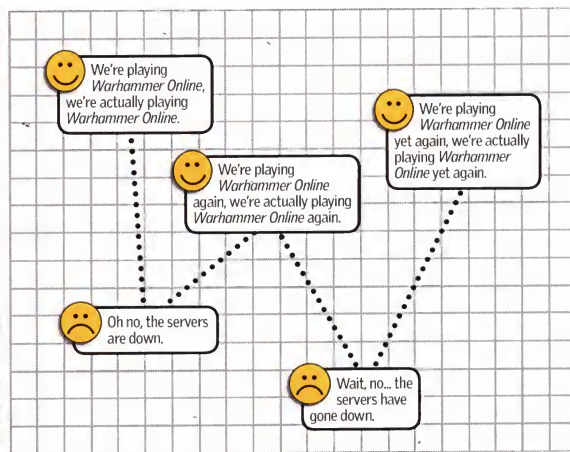 We're playing
Warhammer Online,
we're actually playing
Warhammer Online.
Oh no, the servers
are down.
We're playing
Warhammer Online
again, we're actually playing
Warhammer Online again.
Wait, no... the
servers have
gone down.
We're playing
Warhammer Online
yet again, we're actually
playing Warhammer
Online yet again.